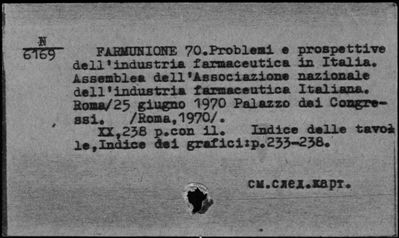 N
6169
FARMUNIONE 70.Problemi e prospettive
dell'industria farmaceutica in Italia.
Assemblea dell'Associazione nazionale
dell'industria farmaceutica Italiana.
Roma/25 giugno 1970 Palazzo dei Congre-
ssi. /Roma,1970/.
XX,238 p.con il. Indice delle tavo
le,Indice dei grafici:p.233-238.
см.след.карт.